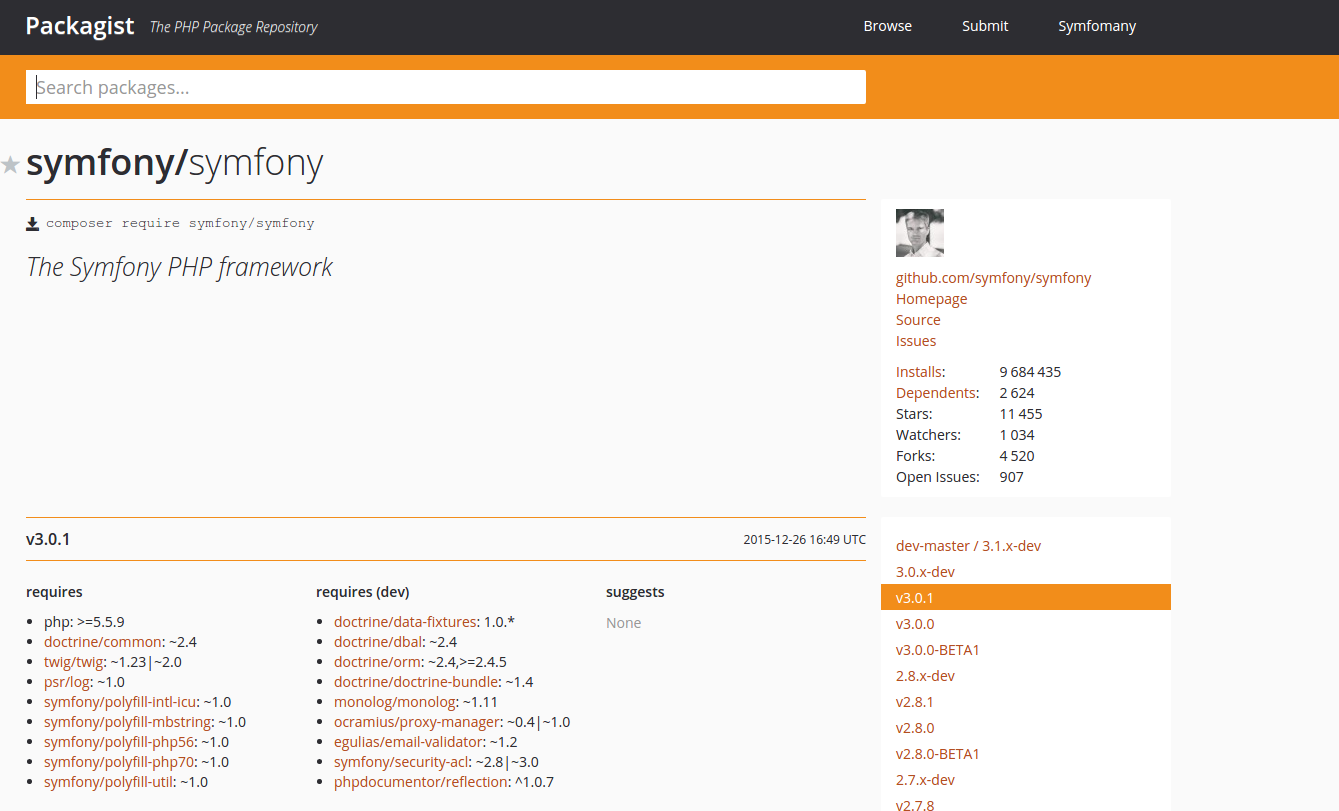 Packagist The PHP Package Repository Browse Submit Symfomany
Search packages...
symfony/symfony
composer require symfony/symfony
The Symfony PHP framework
github.com/symfony/symfony
Homepage
Source
Issues
Installs: 9 684 435
Dependents: 2 624
Stars: 11 455
Watchers: 1 034
Forks: 4 520
Open Issues: 907
v3.0.1 2015-12-26 16:49 UTC
requires
php: >=5.5.9
doctrine/common: ~2.4
twig/twig: ~1.23|~2.0
psr/log: ~1.0
symfony/polyfill-intl-icu: ~1.0
symfony/polyfill-mbstring: ~1.0
symfony/polyfill-php56: ~1.0
symfony/polyfill-php70: ~1.0
symfony/polyfill-util: ~1.0
requires (dev)
doctrine/data-fixtures: 1.0.*
doctrine/dbal: ~2.4
doctrine/orm: ~2.4,>=2.4.5
doctrine/doctrine-bundle: ~1.4
monolog/monolog: ~1.11
ocramius/proxy-manager: ~0.4|~1.0
egulias/email-validator: ~1.2
symfony/security-acl: ~2.8|~3.0
phpdocumentor/reflection: ^1.0.7
suggests
None
dev-master / 3.1.x-dev
3.0.x-dev
v3.0.1
v3.0.0
v3.0.0-BETA1
2.8.x-dev
v2.8.1
v2.8.0
v2.8.0-BETA1
2.7.x-dev
v2.7.8